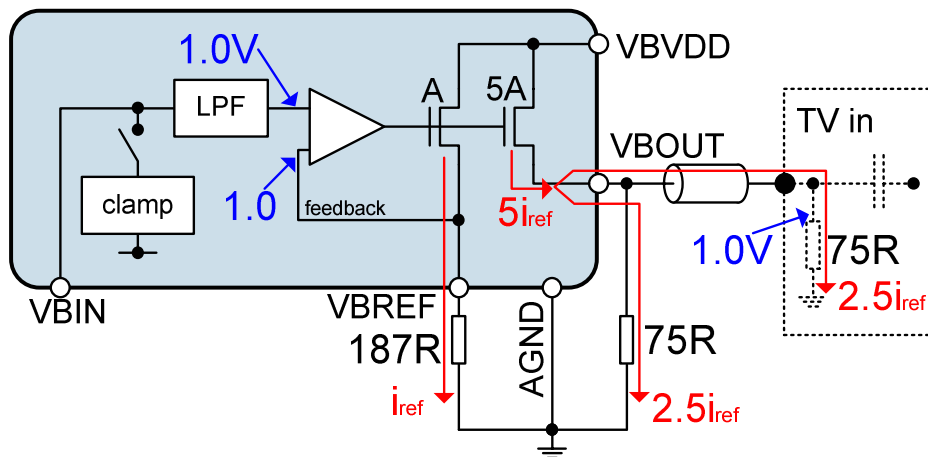 1.0V
VBVDD
A
5A
LPF
TV in
VBOUT
clamp
1.0
feedback
5iref
1.0V
75R
2.5iref
VBIN
VBREF
AGND
187R
75R
iref
2.5iref